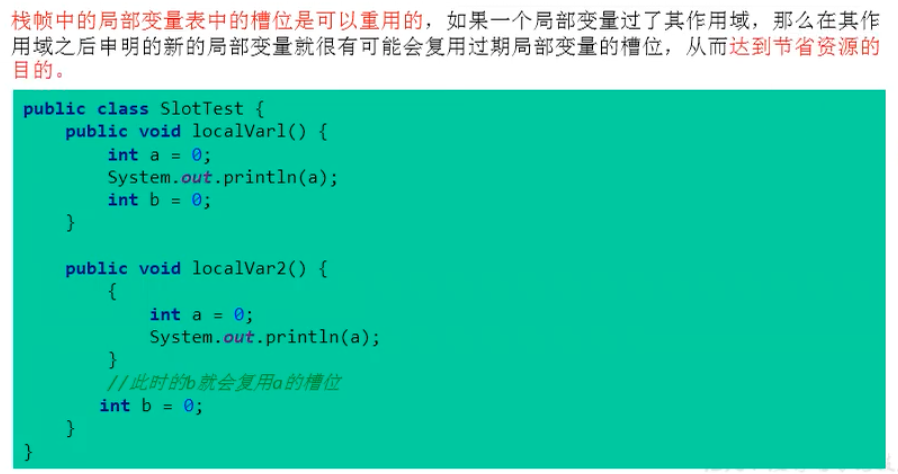 栈帧中的局部变量表中的槽位是可以重用的，如果一个局部变量过了其作用域，那么在其作
用域之后申明的新的局部变量就很有可能会复用过期局部变量的槽位，从而达到节省资源的
目的。
public class SlotTest {
    public void localVarl() {
        int a = 0;
        System.out.println(a);
        int b = 0;
    }
    public void localVar2() {
        {
            int a = 0;
            System.out.println(a);
        }
        //此时的b就会复用a的槽位
        int b = 0;
    }
}